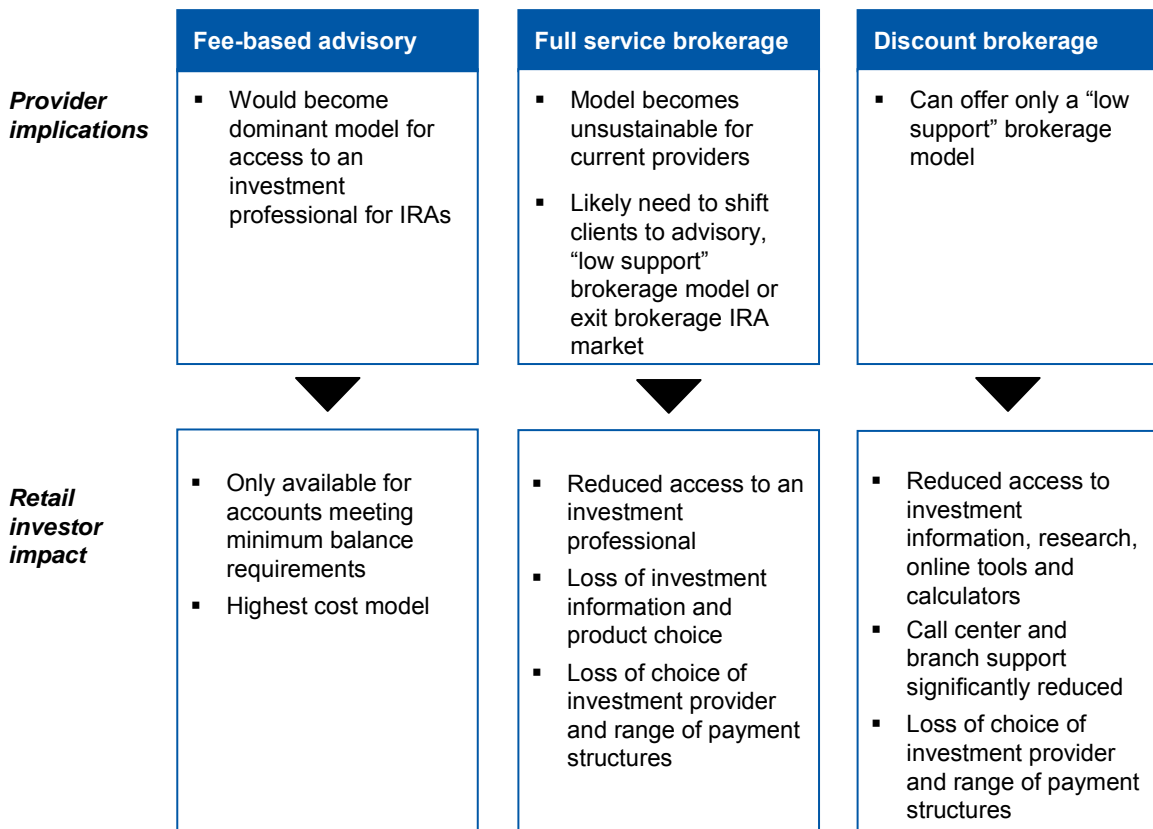 Fee-based advisory
Full service brokerage
Discount brokerage
Provider
implications
▪ Would become
dominant model for
access to an
investment
professional for IRAs
▪ Model becomes
unsustainable for
current providers
▪ Likely need to shift
clients to advisory,
“low support”
brokerage model or
exit brokerage IRA
market
▪ Can offer only a “low
support” brokerage
model
Retail
investor
impact
▪ Only available for
accounts meeting
minimum balance
requirements
▪ Highest cost model
▪ Reduced access to an
investment
professional
▪ Loss of investment
information and
product choice
▪ Loss of choice of
investment provider
and range of payment
structures
▪ Reduced access to
investment
information, research,
online tools and
calculators
▪ Call center and
branch support
significantly reduced
▪ Loss of choice of
investment provider
and range of payment
structures